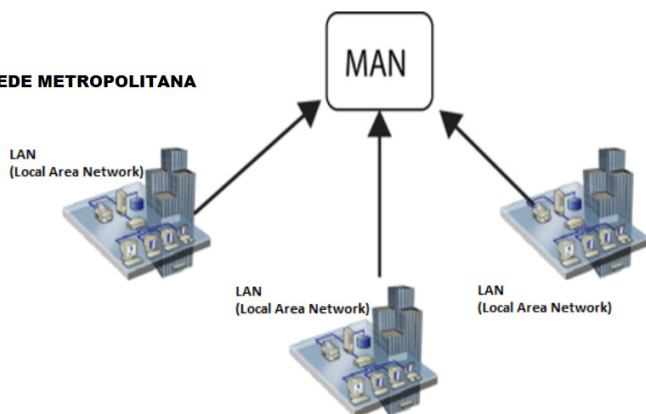 MAN
EDE METROPOLITANA
LAN
(Local Area Network)
LAN
(Local Area Network)
LAN
(Local Area Network)